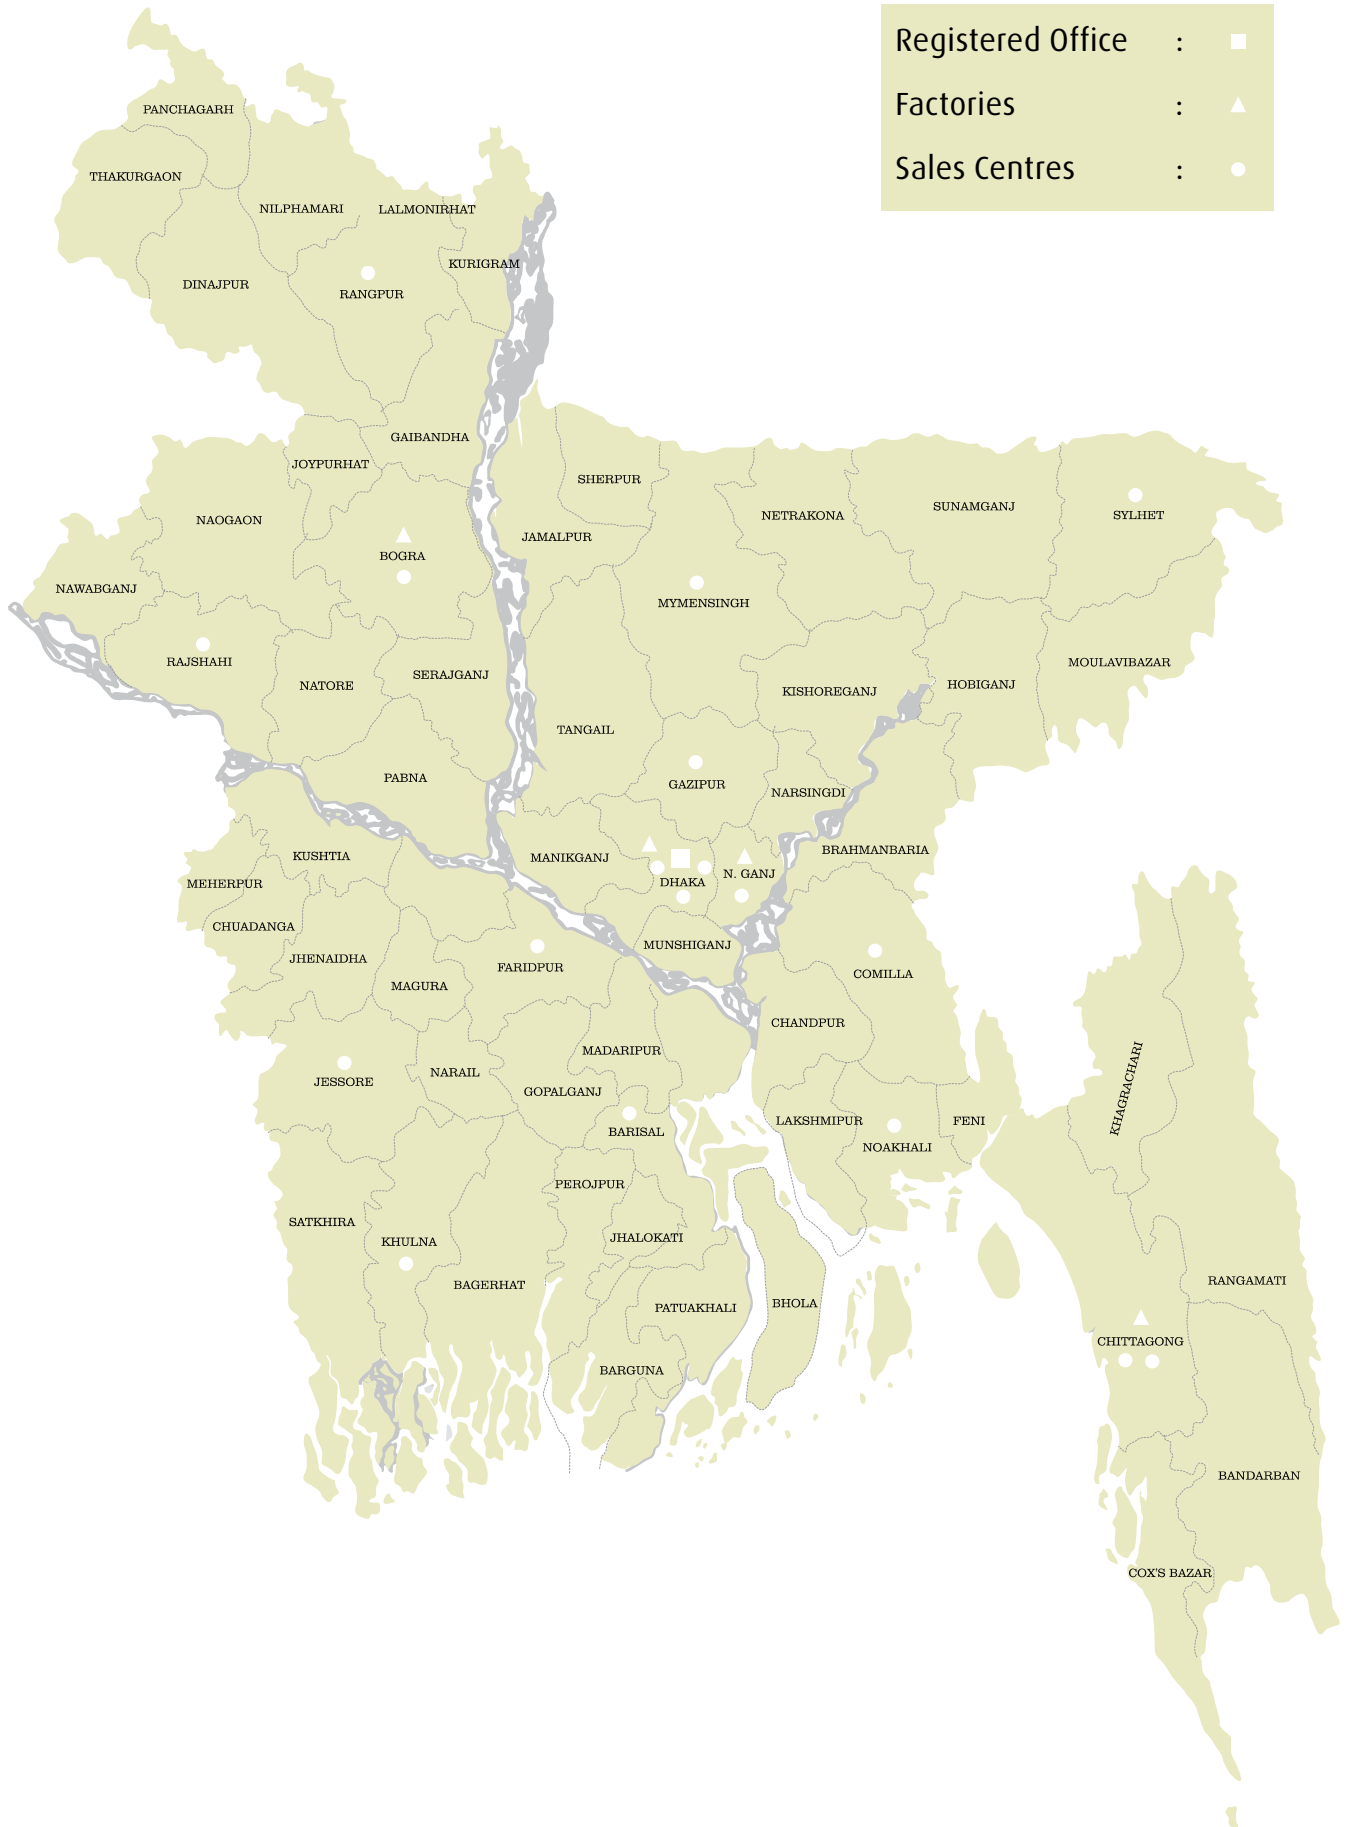 Registered Office :
Factories :
Sales Centres :
PANCHAGARH
THAKURGAON
NILPHAMARI
LALMONIRHAT
KURIGRAM
DINAJPUR
RANGPUR
GAIBANDHA
JOYPURHAT
SHERPUR
NAOGAON
BOGRA
JAMALPUR
NETRAKONA
SUNAMGANJ
SYLHET
NAWABGANJ
MYMENSINGH
RAJSHAHI
NATORE
SERAJGANJ
KISHOREGANJ
HOBIGANJ
MOULAVIBAZAR
TANGAIL
PABNA
GAZIPUR
NARSINGDI
KUSHTIA
MANIKGANJ
BRAHMANBARIA
MEHERPUR
DHAKA
N. GANJ
CHUADANGA
JHENAIDHA
MAGURA
FARIDPUR
MUNSHIGANJ
COMILLA
CHANDPUR
MADARIPUR
JESSORE
NARAIL
GOPALGANJ
KHAGRACHARI
BARISAL
LAKSHMIPUR
NOAKHALI
FENI
PEROJPUR
SATKHIRA
KHULNA
JHALOKATI
BAGERHAT
PATUAKHALI
BHOLA
RANGAMATI
CHITTAGONG
BARGUNA
BANDARBAN
COX'S BAZAR